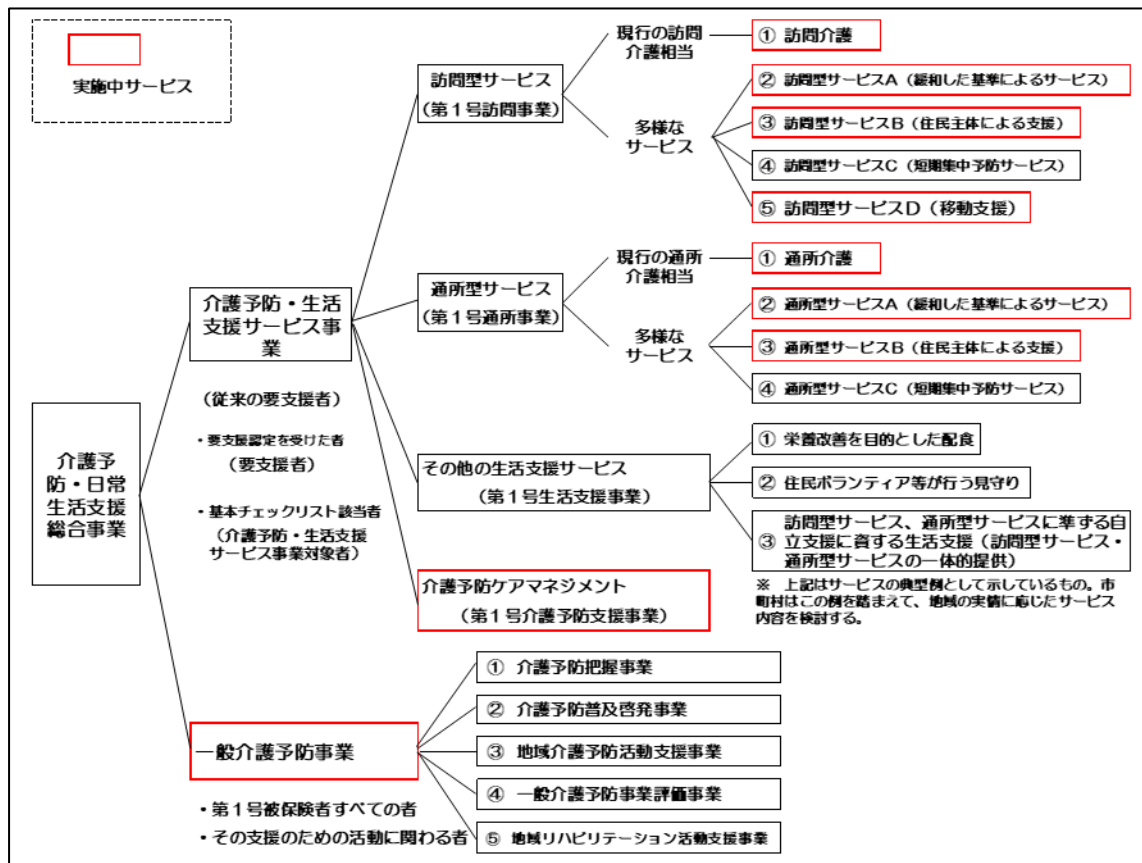 実施中サービス
介護予
防・日常
生活支援
総合事業
介護予防・生活
支援サービス事
業
(従来の要支援者)
・要支援認定を受けた者
(要支援者)
・基本チェックリスト該当者
(介護予防・生活支援
サービス事業対象者)
訪問型サービス
(第1号訪問事業)
現行の訪問
介護相当
① 訪問介護
多様な
サービス
② 訪問型サービスA(緩和した基準によるサービス)
③ 訪問型サービスB(住民主体による支援)
④ 訪問型サービスC(短期集中予防サービス)
⑤ 訪問型サービスD(移動支援)
通所型サービス
(第1号通所事業)
現行の通所
介護相当
① 通所介護
多様な
サービス
② 通所型サービスA(緩和した基準によるサービス)
③ 通所型サービスB(住民主体による支援)
④ 通所型サービスC(短期集中予防サービス)
その他の生活支援サービス
(第1号生活支援事業)
① 栄養改善を目的とした配食
② 住民ボランティア等が行う見守り
訪問型サービス、通所型サービスに準ずる自
③ 立支援に資する生活支援(訪問型サービス・
通所型サービスの一体的提供)
※ 上記はサービスの典型例として示しているもの。市
町村はこの例を踏まえて、地域の実情に応じたサービス
内容を検討する。
介護予防ケアマネジメント
(第1号介護予防支援事業)
一般介護予防事業
・第1号被保険者すべての者
・その支援のための活動に関わる者
① 介護予防把握事業
② 介護予防普及啓発事業
③ 地域介護予防活動支援事業
④ 一般介護予防事業評価事業
⑤ 地域リハビリテーション活動支援事業